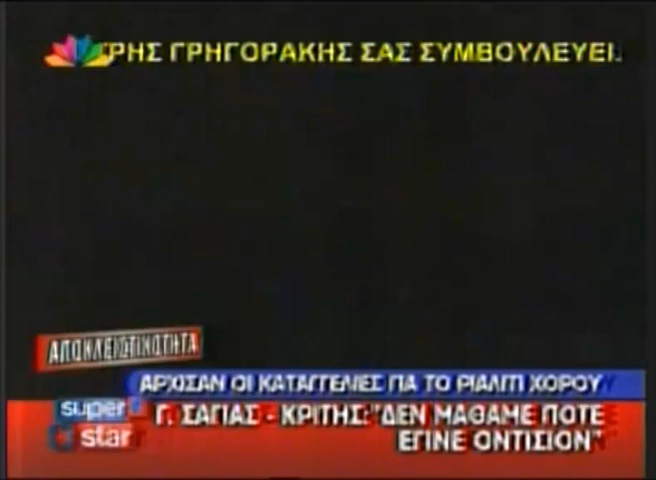 ΤΡΗΣ ΓΡΗΓΟΡΑΚΗΣ ΣΑΣ ΣΥΜΒΟΥΛΕΥΕΙ.
ΑΠΟΚΛΕΙΣΤΙΚΟΤΗΤΑ
ΑΡΧΙΣΑΝ ΟΙ ΚΑΤΑΓΓΕΛΙΕΣ ΓΙΑ ΤΟ ΡΙΑΛΙΤΙ ΧΟΡΟΥ
super star
Γ. ΣΑΓΙΑΣ - ΚΡΙΤΗΣ: "ΔΕΝ ΜΑΘΑΜΕ ΠΟΤΕ
ΕΓΙΝΕ ΟΝΤΙΣΙΟΝ"